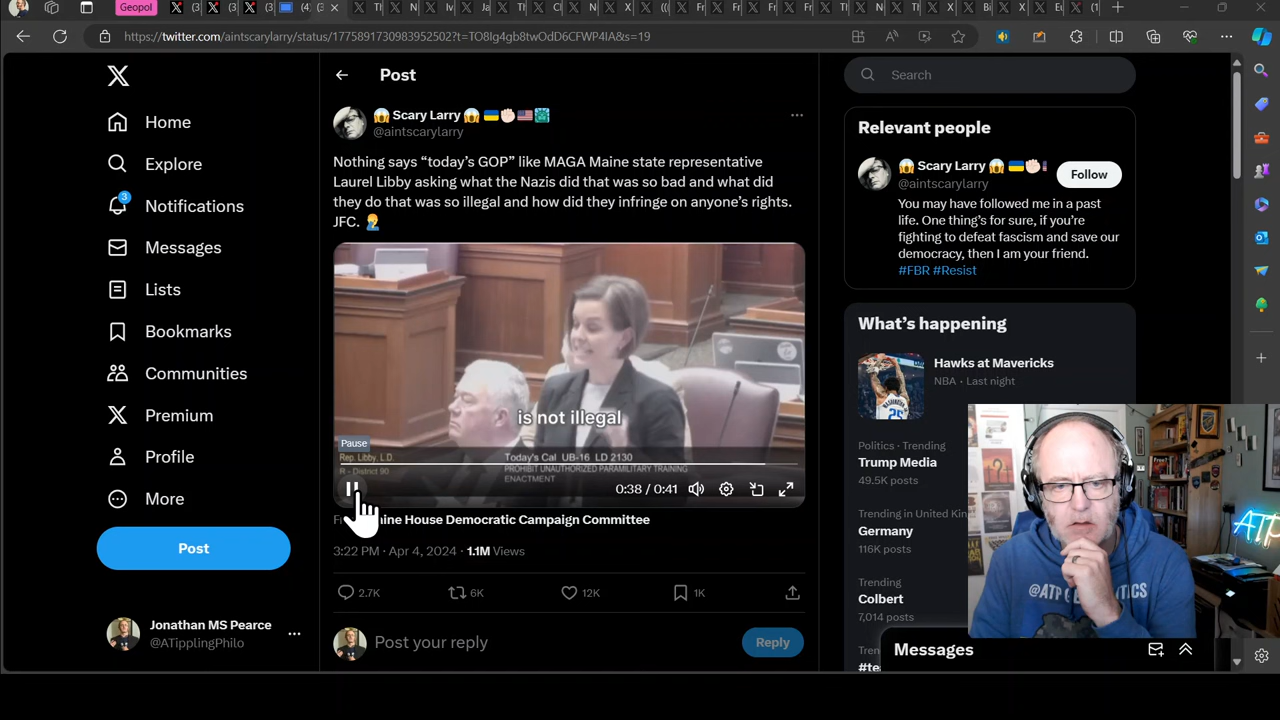 Geopol
https://twitter.com/aintscarylarry/status/1775891730983952550?t=TO8Ig4gb8twOdD6CFWP4IA&s=19
Post
Search
Home
Explore
3
Notifications
Messages
Lists
Bookmarks
Communities
Premium
Profile
More
Post
Jonathan MS Pearce
@ATipplingPhilo
Scary Larry
@aintscarylarry
Nothing says “today’s GOP” like MAGA Maine state representative
Laurel Libby asking what the Nazis did that was so bad and what did
they do that was so illegal and how did they infringe on anyone’s rights.
JFC.
is not illegal
Pause
Rep. Libby, L.D.
R - District 90
Today's Cal UB-16 LD 2130
PROHIBIT UNAUTHORIZED PARAMILITARY TRAINING
ENACTMENT
0:38 / 0:41
House Democratic Campaign Committee
3:22 PM · Apr 4, 2024 · 1.1M Views
2.7K
6K
12K
1K
Post your reply
Reply
Relevant people
Scary Larry
@aintscarylarry
Follow
You may have followed me in a past
life. One thing’s for sure, if you’re
fighting to defeat fascism and save our
democracy, then I am your friend.
#FBR #Resist
What’s happening
Hawks at Mavericks
NBA · Last night
Politics · Trending
Trump Media
49.5K posts
Trending in United
Germany
116K posts
Trending
Colbert
7,014 posts
Messages
@ATP
ATP